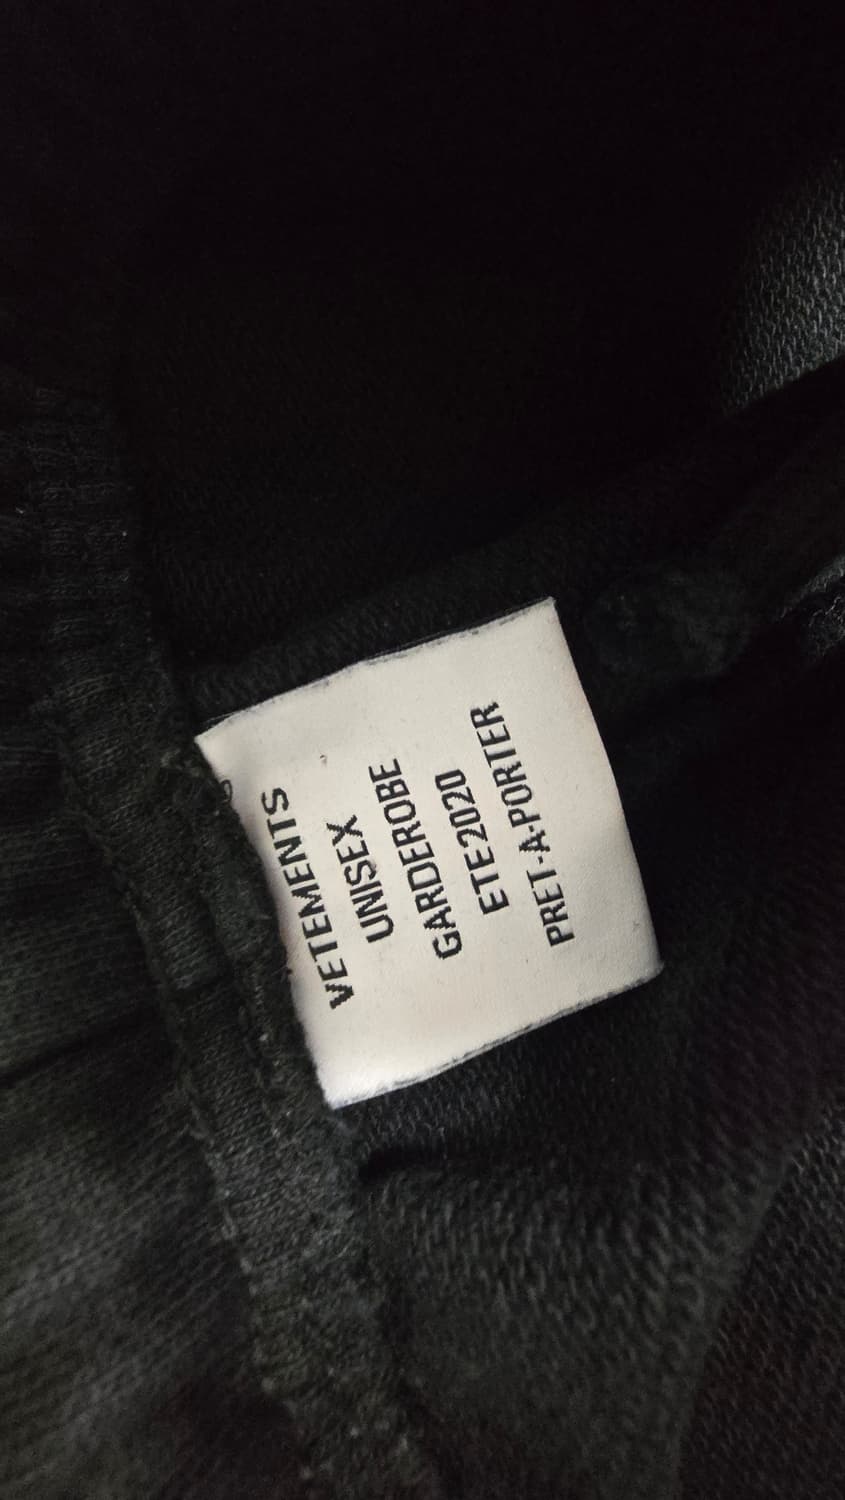 VETEMENTS
UNISEX
GARDEROBE
ETE2020
PRET-A-PORTER